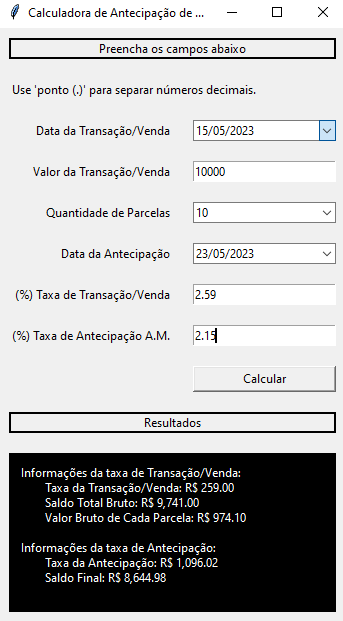 Calculadora de Antecipação de ...
Preencha os campos abaixo
Use 'ponto (.)' para separar números decimais.
Data da Transação/Venda 15/05/2023
Valor da Transação/Venda 10000
Quantidade de Parcelas 10
Data da Antecipação 23/05/2023
(%) Taxa de Transação/Venda 2.59
(%) Taxa de Antecipação A.M. 2.15
Calcular
Resultados
Informações da taxa de Transação/Venda:
Taxa da Transação/Venda: R$ 259.00
Saldo Total Bruto: R$ 9,741.00
Valor Bruto de Cada Parcela: R$ 974.10
Informações da taxa de Antecipação:
Taxa da Antecipação: R$ 1,096.02
Saldo Final: R$ 8,644.98